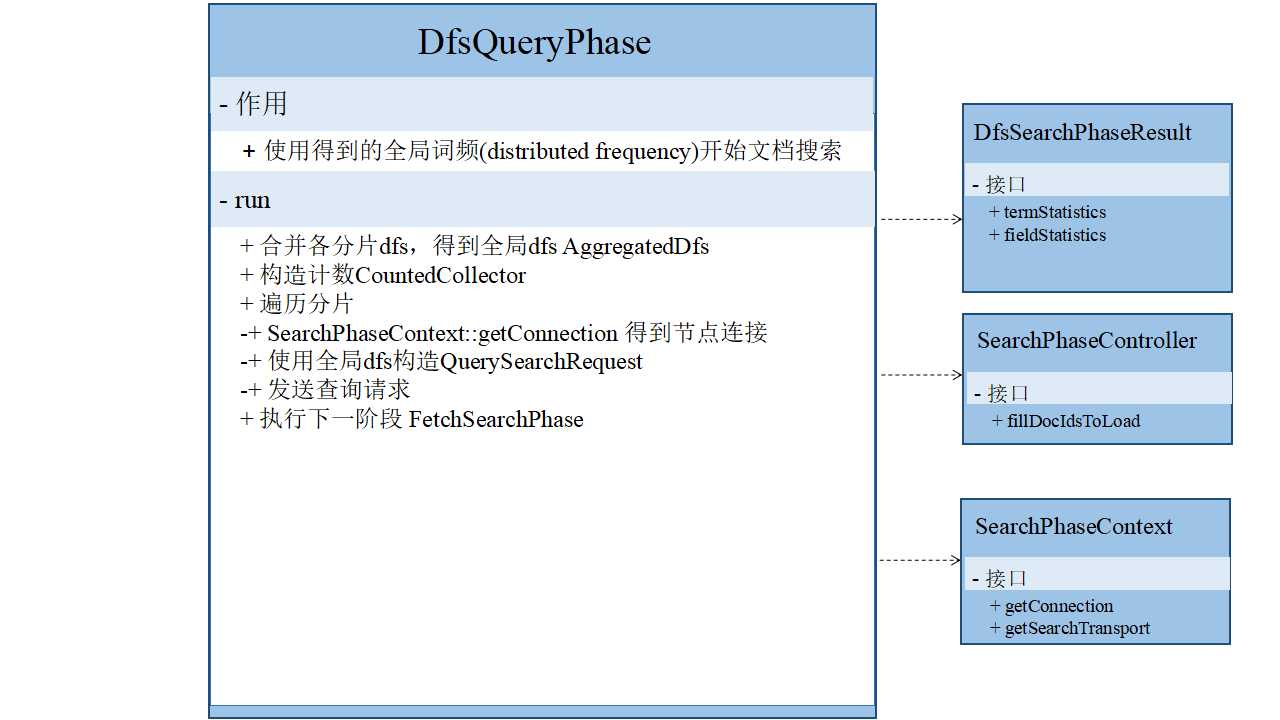 DfsQueryPhase
- 作用
+ 使用得到的全局词频(distributed frequency)开始文档搜索
- run
+ 合并各分片dfs，得到全局dfs AggregatedDfs
+ 构造计数CountedCollector
+ 遍历分片
-+ SearchPhaseContext::getConnection 得到节点连接
-+ 使用全局dfs构造QuerySearchRequest
-+ 发送查询请求
+ 执行下一阶段 FetchSearchPhase
DfsSearchPhaseResult
- 接口
+ termStatistics
+ fieldStatistics
SearchPhaseController
- 接口
+ fillDocIdsToLoad
SearchPhaseContext
- 接口
+ getConnection
+ getSearchTransport